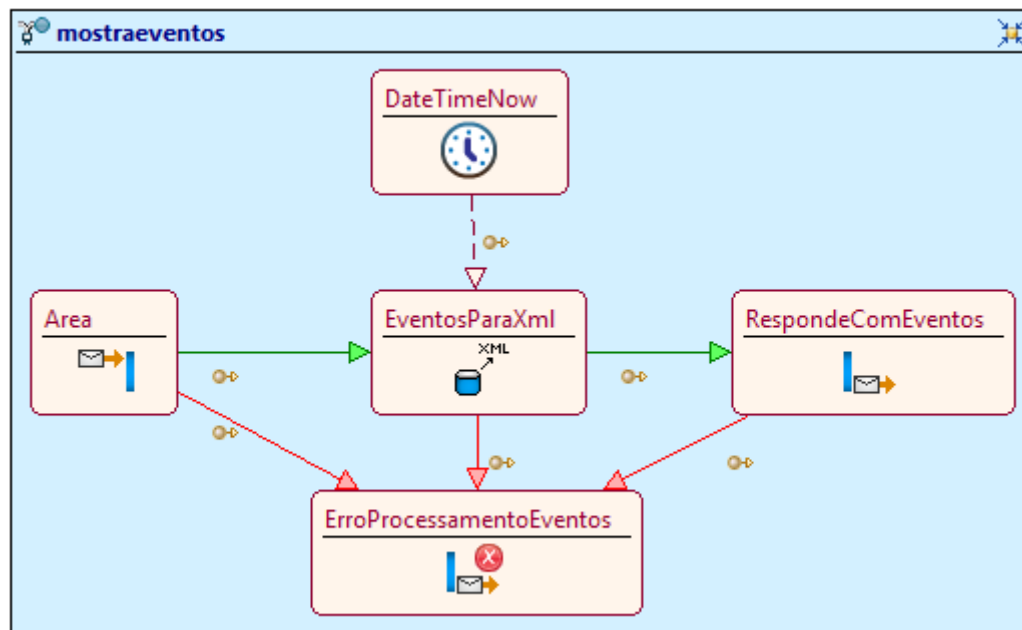 mostraeventos
DateTimeNow
Area
EventosParaXml
XML
RespondeComEventos
ErroProcessamentoEventos